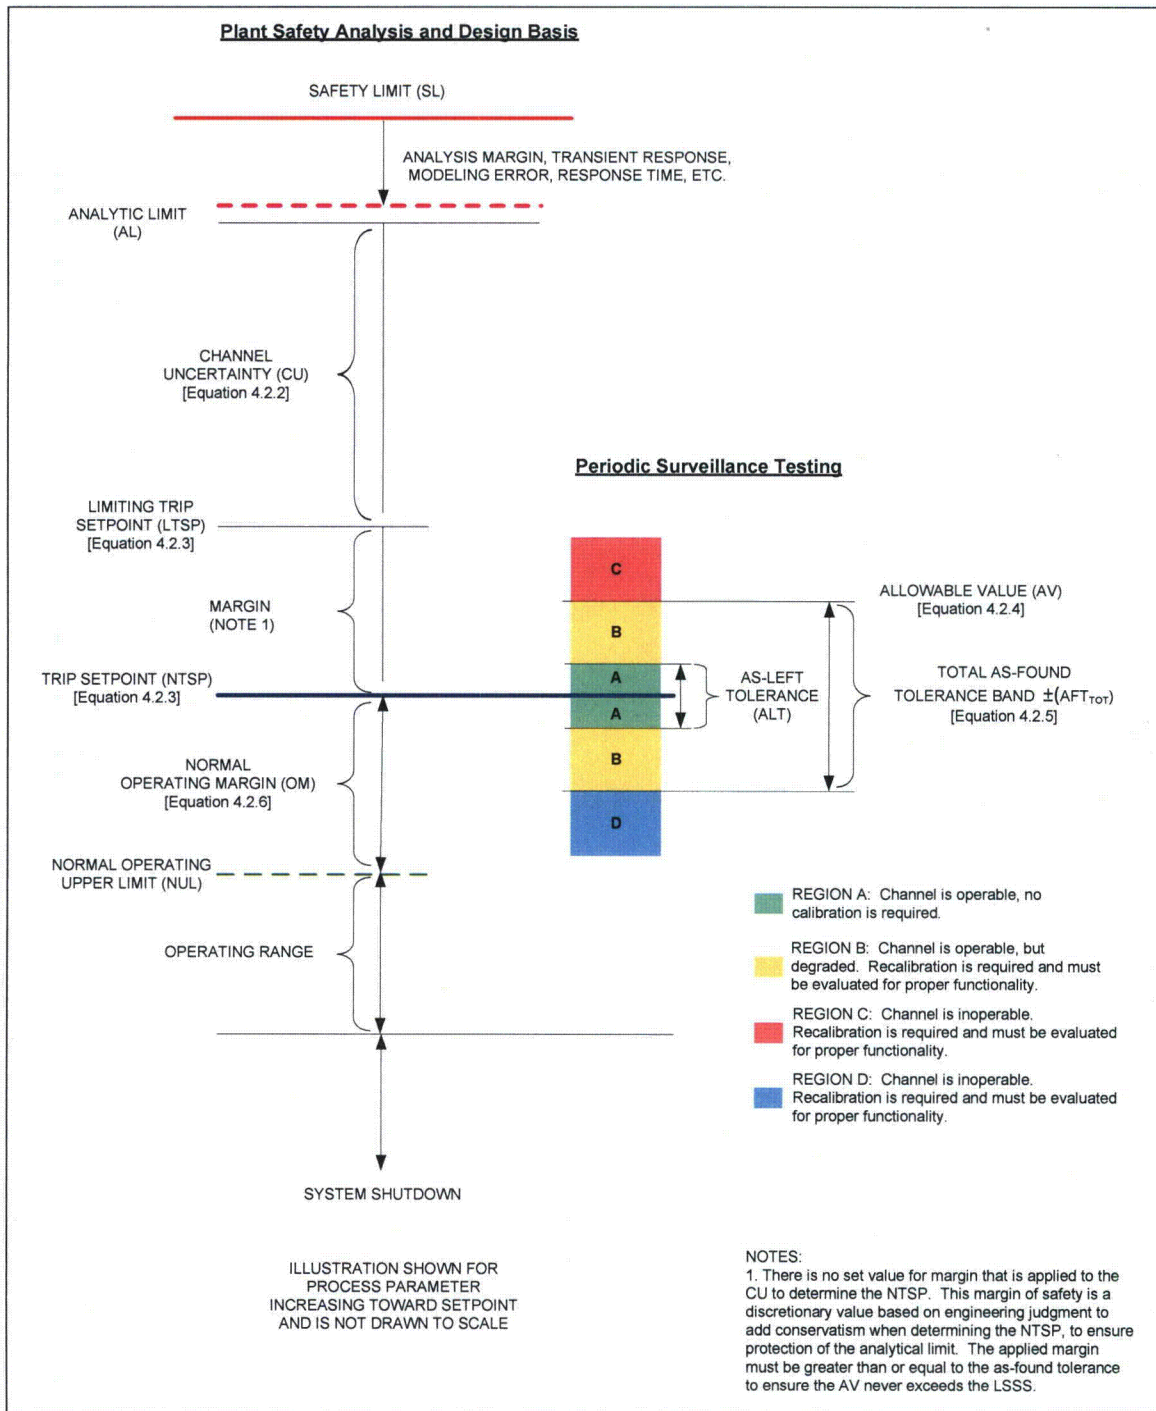 Plant Safety Analysis and Design Basis
SAFETY LIMIT (SL)
ANALYSIS MARGIN, TRANSIENT RESPONSE,
MODELING ERROR, RESPONSE TIME, ETC.
ANALYTIC LIMIT
(AL)
CHANNEL
UNCERTAINTY (CU)
[Equation 4.2.2]
Periodic Surveillance Testing
LIMITING TRIP
SETPOINT (LTSP)
[Equation 4.2.3]
C
ALLOWABLE VALUE (AV)
[Equation 4.2.4]
MARGIN
(NOTE 1)
B
TRIP SETPOINT (NTSP)
[Equation 4.2.3]
A
A
AS-LEFT
TOLERANCE
(ALT)
TOTAL AS-FOUND
TOLERANCE BAND ±(AFTTOT)
[Equation 4.2.5]
NORMAL
OPERATING MARGIN (OM)
[Equation 4.2.6]
B
D
NORMAL OPERATING
UPPER LIMIT (NUL)
OPERATING RANGE
REGION A: Channel is operable, no
calibration is required.
REGION B: Channel is operable, but
degraded. Recalibration is required and must
be evaluated for proper functionality.
REGION C: Channel is inoperable.
Recalibration is required and must be evaluated
for proper functionality.
REGION D: Channel is inoperable.
Recalibration is required and must be evaluated
for proper functionality.
SYSTEM SHUTDOWN
ILLUSTRATION SHOWN FOR
PROCESS PARAMETER
INCREASING TOWARD SETPOINT
AND IS NOT DRAWN TO SCALE
NOTES:
1. There is no set value for margin that is applied to the
CU to determine the NTSP. This margin of safety is a
discretionary value based on engineering judgment to
add conservatism when determining the NTSP, to ensure
protection of the analytical limit. The applied margin
must be greater than or equal to the as-found tolerance
to ensure the AV never exceeds the LSSS.